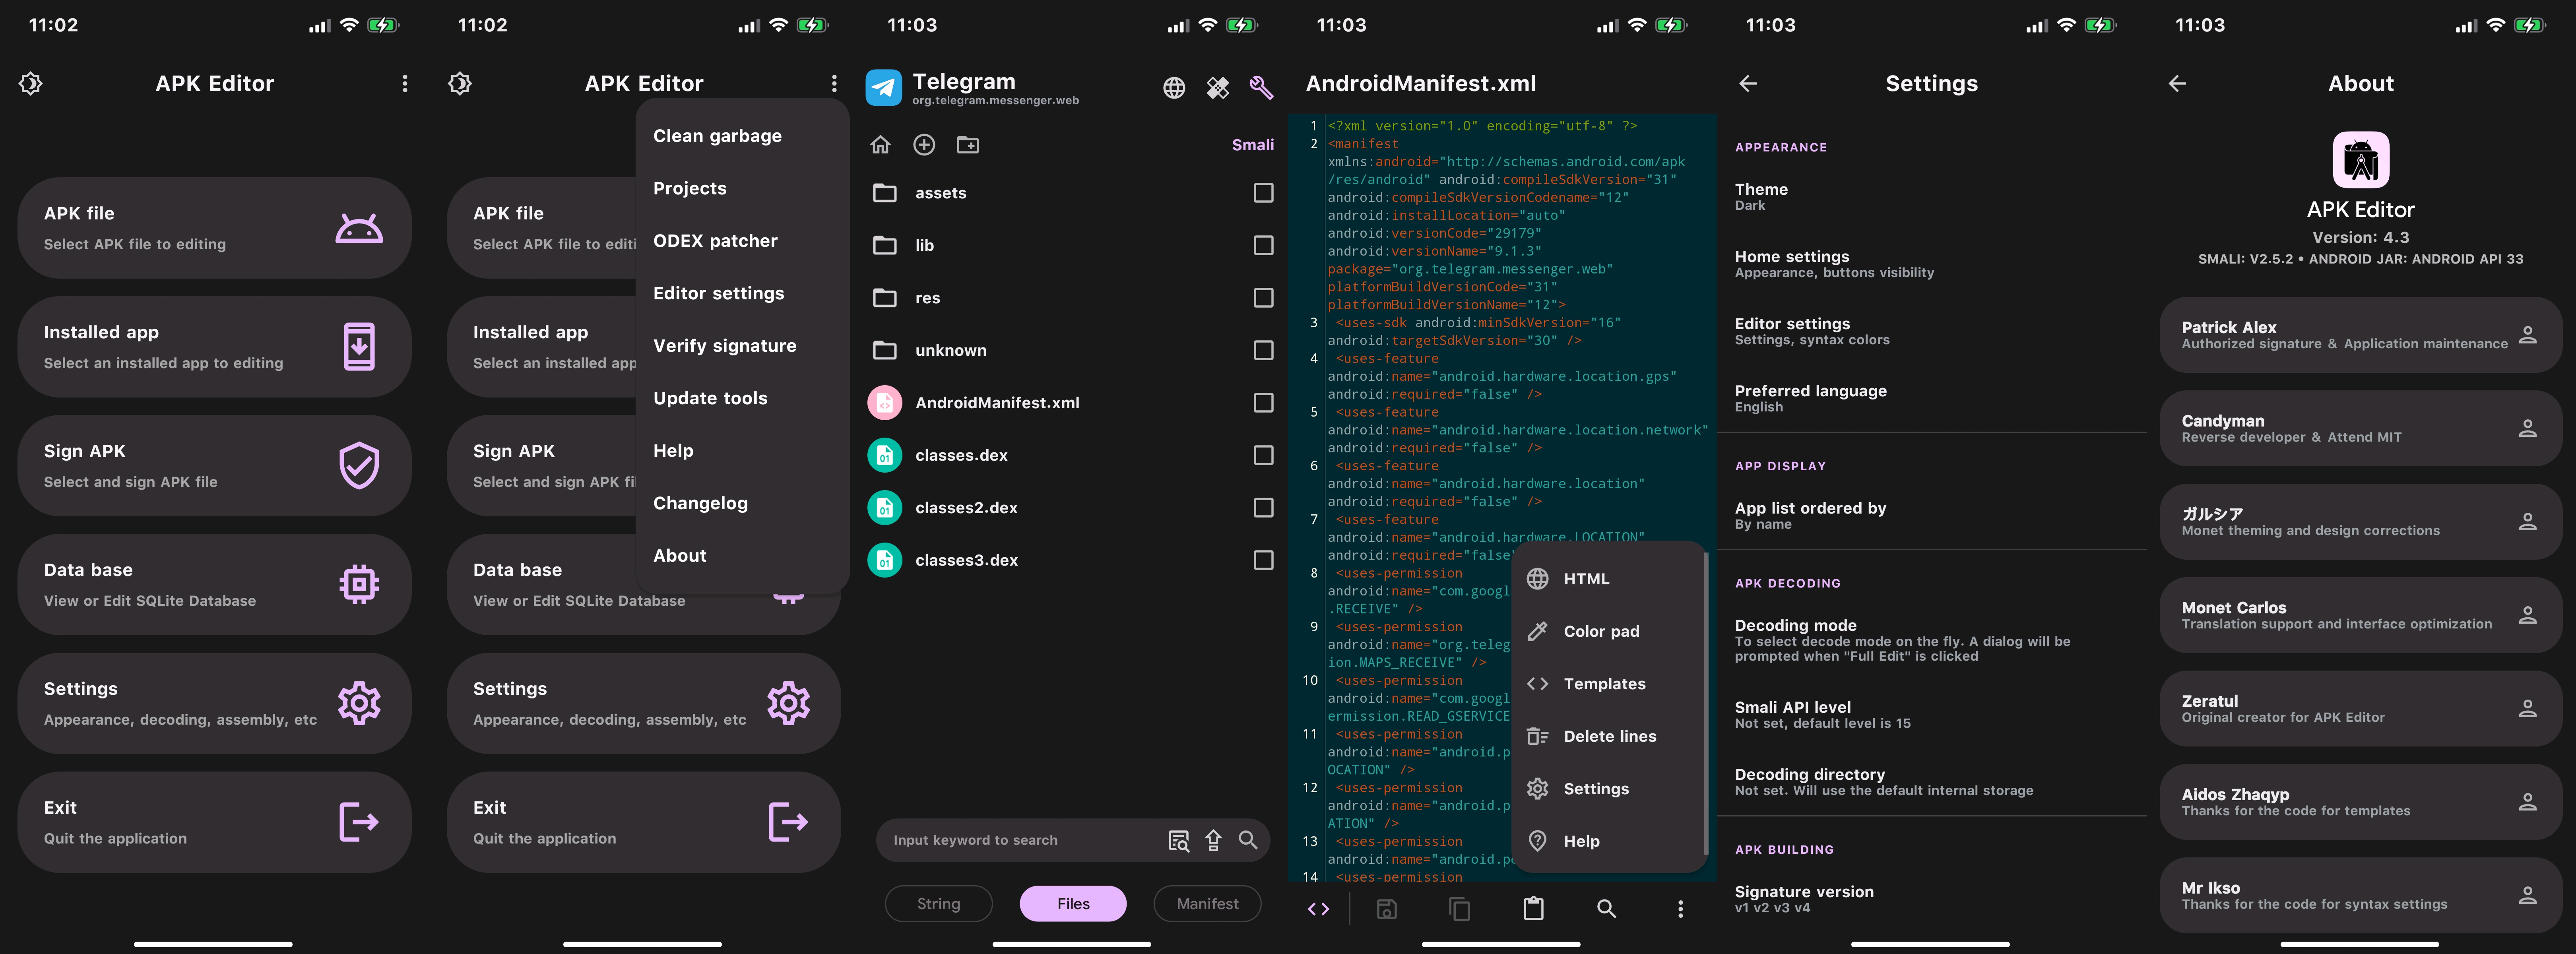 11:02
APK Editor
APK file
Select APK file to editing
Installed app
Select an installed app to editing
Sign APK
Select and sign APK file
Data base
View or Edit SQLite Database
Settings
Appearance, decoding, assembly, etc
Exit
Quit the application
11:02
APK Editor
Clean garbage
Projects
ODEX patcher
Editor settings
Verify signature
Update tools
Help
Changelog
About
APK file
Select APK file to editi
Installed app
Select an installed app
Sign APK
Select and sign APK fi
Data base
View or Edit SQLite Database
Settings
Appearance, decoding, assembly, etc
Exit
Quit the application
11:03
Telegram
org.telegram.messenger.web
Smali
assets
lib
res
unknown
AndroidManifest.xml
01 classes.dex
01 classes2.dex
01 classes3.dex
Input keyword to search
String Files Manifest
11:03
AndroidManifest.xml
1 <?xml version="1.0" encoding="utf-8" ?>
2 <manifest
xmlns:android="http://schemas.android.com/apk
/res/android" android:compileSdkVersion="31"
android:compileSdkVersionCodename="12"
android:installLocation="auto"
android:versionCode="29179"
android:versionName="9.1.3"
package="org.telegram.messenger.web"
platformBuildVersionCode="31"
platformBuildVersionName="12">
3 <uses-sdk android:minSdkVersion="16"
android:targetSdkVersion="30" />
4 <uses-feature
android:name="android.hardware.location.gps"
android:required="false" />
5 <uses-feature
android:name="android.hardware.location.network"
android:required="false" />
6 <uses-feature
android:name="android.hardware.location"
android:required="false" />
7 <uses-feature
android:name="android.hardware.LOCATION"
android:required="false"
8 <uses-permission
android:name="com.googl
.RECEIVE" />
9 <uses-permission
android:name="org.teleg
ion.MAPS_RECEIVE" />
10 <uses-permission
android:name="com.googl
ermission.READ_GSERVICE
11 <uses-permission
android:name="android.p
OCATION" />
12 <uses-permission
android:name="android.p
ATION" />
13 <uses-permission
android:name="android.pe
14 <uses-permission
HTML
Color pad
Templates
Delete lines
Settings
Help
11:03
Settings
APPEARANCE
Theme
Dark
Home settings
Appearance, buttons visibility
Editor settings
Settings, syntax colors
Preferred language
English
APP DISPLAY
App list ordered by
By name
APK DECODING
Decoding mode
To select decode mode on the fly. A dialog will be
prompted when "Full Edit" is clicked
Smali API level
Not set, default level is 15
Decoding directory
Not set. Will use the default internal storage
APK BUILDING
Signature version
v1 v2 v3 v4
11:03
About
APK Editor
Version: 4.3
SMALI: V2.5.2 • ANDROID JAR: ANDROID API 33
Patrick Alex
Authorized signature & Application maintenance
Candyman
Reverse developer & Attend MIT
ガルシア
Monet theming and design corrections
Monet Carlos
Translation support and interface optimization
Zeratul
Original creator for APK Editor
Aidos Zhaqyp
Thanks for the code for templates
Mr Ikso
Thanks for the code for syntax settings